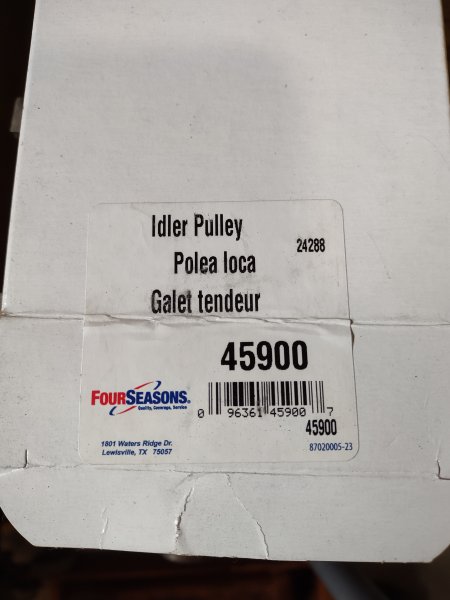 Idler Pulley
24288
Polea loca
Galet tendeur
45900
FOURSEASONS®
Quality, Coverage, Service
0 96361 45900 7
45900
1801 Waters Ridge Dr.
Lewisville, TX 75057
87020005-23